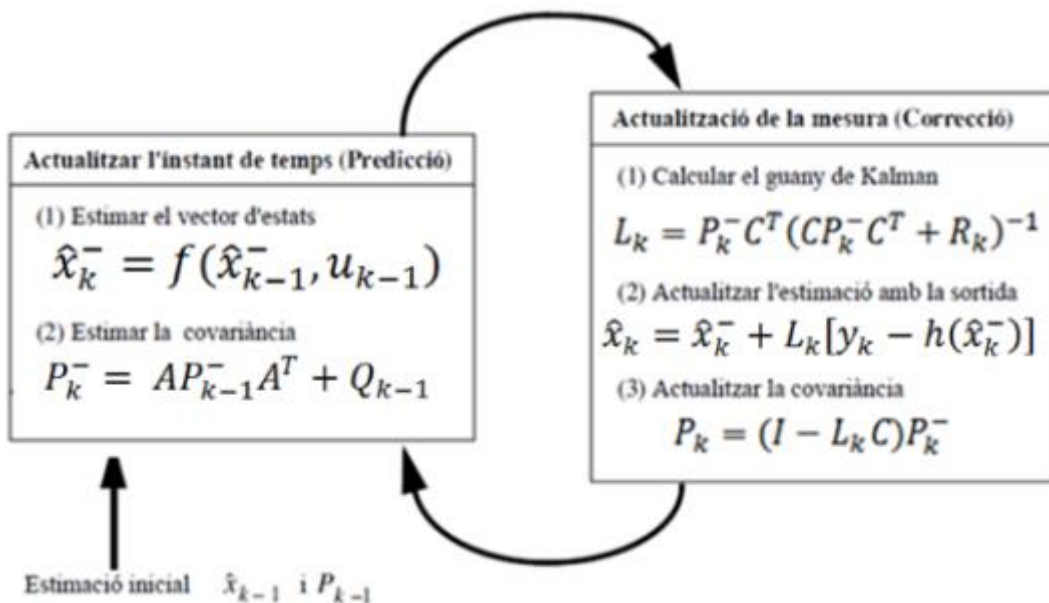 Actualitzar l'instant de temps (Predicció)
(1) Estimar el vector d'estats
x̂ₖ⁻ = f(x̂ₖ₋₁⁻, uₖ₋₁)
(2) Estimar la covariància
Pₖ⁻ = APₖ₋₁⁻Aᵀ + Qₖ₋₁
Estimació inicial x̂ₖ₋₁ i Pₖ₋₁
Actualització de la mesura (Correcció)
(1) Calcular el guany de Kalman
Lₖ = Pₖ⁻Cᵀ(CPₖ⁻Cᵀ + Rₖ)⁻¹
(2) Actualitzar l'estimació amb la sortida
x̂ₖ = x̂ₖ⁻ + Lₖ[yₖ − h(x̂ₖ⁻)]
(3) Actualitzar la covariància
Pₖ = (I − LₖC)Pₖ⁻